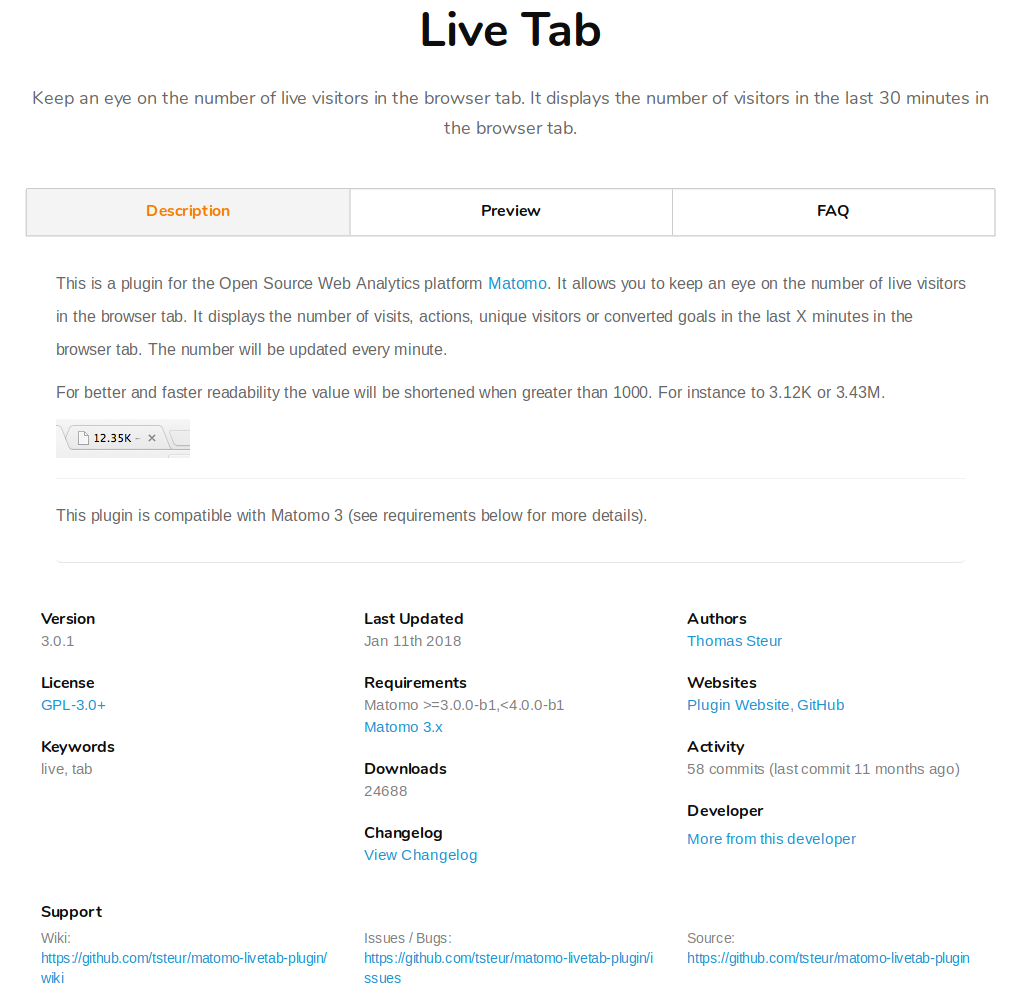 Live Tab
Keep an eye on the number of live visitors in the browser tab. It displays the number of visitors in the last 30 minutes in
the browser tab.
Description
Preview
FAQ
This is a plugin for the Open Source Web Analytics platform Matomo. It allows you to keep an eye on the number of live visitors
in the browser tab. It displays the number of visits, actions, unique visitors or converted goals in the last X minutes in the
browser tab. The number will be updated every minute.
For better and faster readability the value will be shortened when greater than 1000. For instance to 3.12K or 3.43M.
12.35K -
This plugin is compatible with Matomo 3 (see requirements below for more details).
Version
3.0.1
License
GPL-3.0+
Keywords
live, tab
Last Updated
Jan 11th 2018
Requirements
Matomo >=3.0.0-b1,<4.0.0-b1
Matomo 3.x
Downloads
24688
Changelog
View Changelog
Authors
Thomas Steur
Websites
Plugin Website, GitHub
Activity
58 commits (last commit 11 months ago)
Developer
More from this developer
Support
Wiki:
https://github.com/tsteur/matomo-livetab-plugin/
wiki
Issues / Bugs:
https://github.com/tsteur/matomo-livetab-plugin/i
ssues
Source:
https://github.com/tsteur/matomo-livetab-plugin